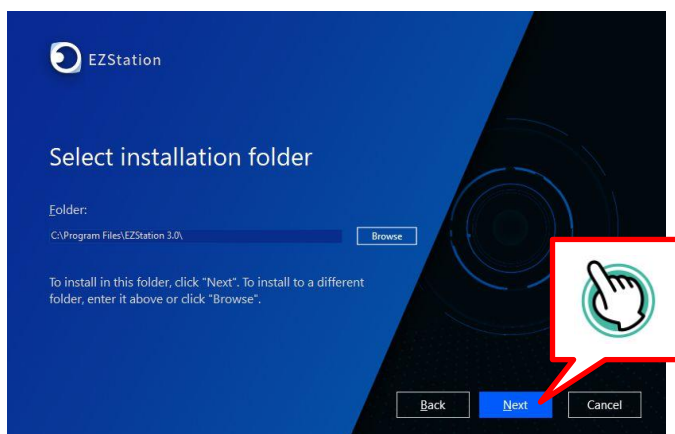 EZStation
Select installation folder
Folder:
C:\Program Files\EZStation 3.0\
Browse
To install in this folder, click "Next". To install to a different
folder, enter it above or click "Browse".
Back
Next
Cancel